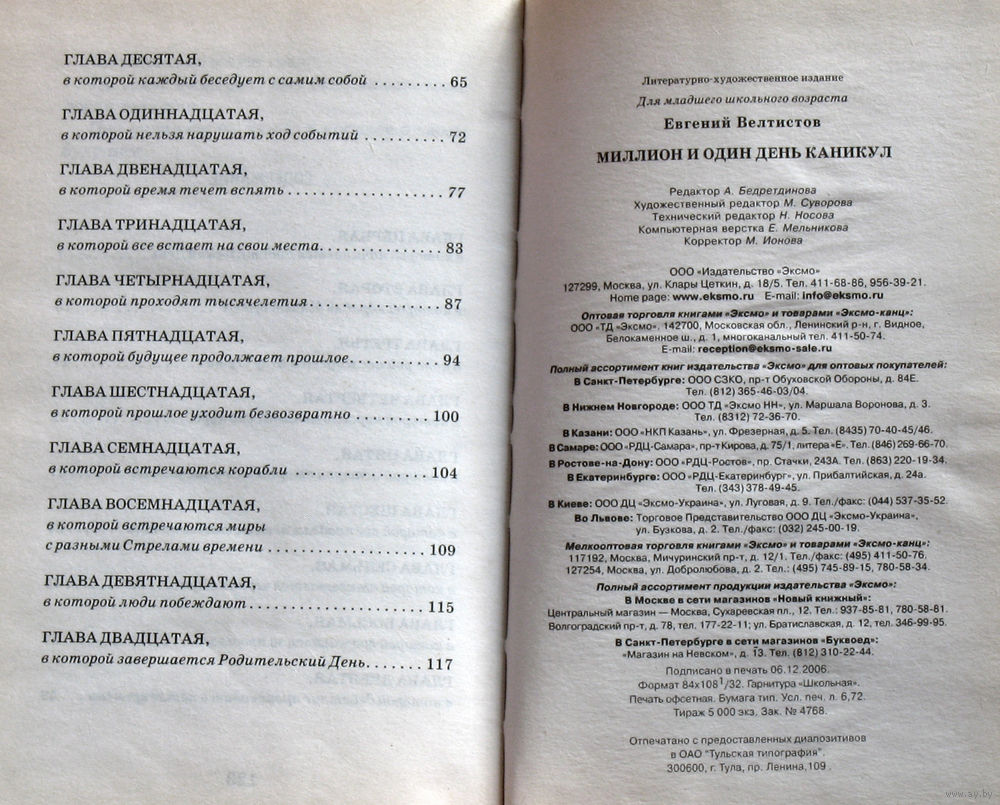 ГЛАВА ДЕСЯТАЯ,
в которой каждый беседует с самим собой .......... 65
ГЛАВА ОДИННАДЦАТАЯ,
в которой нельзя нарушать ход событий .......... 72
ГЛАВА ДВЕНАДЦАТАЯ,
в которой время течет вспять .................... 77
ГЛАВА ТРИНАДЦАТАЯ,
в которой все встает на свои места................ 83
ГЛАВА ЧЕТЫРНАДЦАТАЯ,
в которой проходят тысячелетия................. 87
ГЛАВА ПЯТНАДЦАТАЯ,
в которой будущее продолжает прошлое............ 94
ГЛАВА ШЕСТНАДЦАТАЯ,
в которой прошлое уходит безвозвратно .......... 100
ГЛАВА СЕМНАДЦАТАЯ,
в которой встречаются корабли .................. 104
ГЛАВА ВОСЕМНАДЦАТАЯ,
в которой встречаются миры
с разными Стрелами времени .................... 109
ГЛАВА ДЕВЯТНАДЦАТАЯ,
в которой люди побеждают....................... 115
ГЛАВА ДВАДЦАТАЯ,
в которой завершается Родительский День........ 117
Литературно-художественное издание
Для младшего школьного возраста
Евгений Велтистов
МИЛЛИОН И ОДИН ДЕНЬ КАНИКУЛ
Редактор А. Бедретдинова
Художественный редактор М. Суворова
Технический редактор Н. Носова
Компьютерная верстка Е. Мельникова
Корректор М. Ионова
ООО «Издательство «Эксмо»
127299, Москва, ул. Клары Цеткин, д. 18/5. Тел. 411-68-86, 956-39-21.
Home page: www.eksmo.ru E-mail: info@eksmo.ru
Оптовая торговля книгами «Эксмо» и товарами «Эксмо-канц»:
ООО «ТД «Эксмо». 142700, Московская обл., Ленинский р-н, г. Видное,
Белокаменное ш., д. 1, многоканальный тел. 411-50-74.
E-mail: reception@eksmo-sale.ru
Полный ассортимент книг издательства «Эксмо» для оптовых покупателей:
В Санкт-Петербурге: ООО СЗКО, пр-т Обуховской Обороны, д. 84Е.
Тел. (812) 365-46-03/04.
В Нижнем Новгороде: ООО ТД «Эксмо НН», ул. Маршала Воронова, д. 3.
Тел. (8312) 72-36-70.
В Казани: ООО «НКП Казань», ул. Фрезерная, д. 5. Тел. (8435) 70-40-45/46.
В Самаре: ООО «РДЦ-Самара», пр-т Кирова, д. 75/1, литера «Е». Тел. (846) 269-66-70.
В Ростове-на-Дону: ООО «РДЦ-Ростов», пр. Стачки, 243А. Тел. (863) 220-19-34.
В Екатеринбурге: ООО «РДЦ-Екатеринбург», ул. Прибалтийская, д. 24а.
Тел. (343) 378-49-45.
В Киеве: ООО ДЦ «Эксмо-Украина», ул. Луговая, д. 9. Тел./факс: (044) 537-35-52.
Во Львове: Торговое Представительство ООО ДЦ «Эксмо-Украина»,
ул. Бузкова, д. 2. Тел./факс: (032) 245-00-19.
Мелкооптовая торговля книгами «Эксмо» и товарами «Эксмо-канц»:
117192, Москва, Мичуринский пр-т, д. 12/1. Тел./факс: (495) 411-50-76.
127254, Москва, ул. Добролюбова, д. 2. Тел.: (495) 745-89-15, 780-58-34.
Полный ассортимент продукции издательства «Эксмо»:
В Москве в сети магазинов «Новый книжный»:
Центральный магазин — Москва, Сухаревская пл., 12. Тел.: 937-85-81, 780-58-81.
Волгоградский пр-т, д. 78, тел. 177-22-11; ул. Братиславская, д. 12, тел. 346-99-95.
В Санкт-Петербурге в сети магазинов «Буквоед»:
«Магазин на Невском», д. 13. Тел. (812) 310-22-44.
Подписано в печать 06.12.2006.
Формат 84x108 1/32. Гарнитура «Школьная».
Печать офсетная. Бумага тип. Усл. печ. л. 6,72.
Тираж 5 000 экз. Зак. № 4768.
Отпечатано с предоставленных диапозитивов
в ОАО "Тульская типография".
300600, г. Тула, пр. Ленина,109 .
www.ay.by